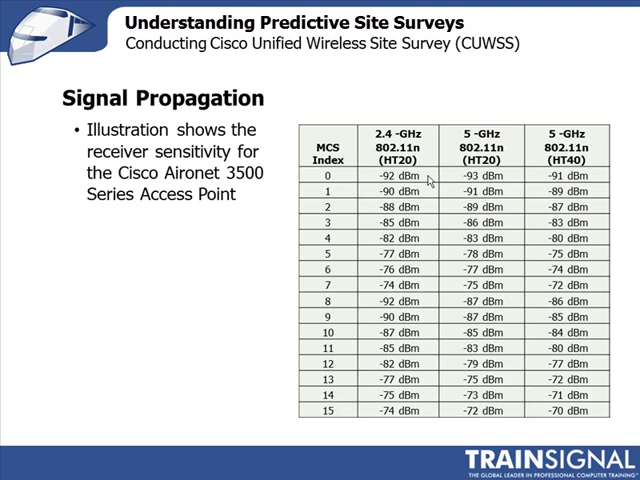 Understanding Predictive Site Surveys
Conducting Cisco Unified Wireless Site Survey (CUWSS)
Signal Propagation
• Illustration shows the
receiver sensitivity for
the Cisco Aironet 3500
Series Access Point
MCS Index 2.4 -GHz 802.11n (HT20) 5 -GHz 802.11n (HT20) 5 -GHz 802.11n (HT40)
0 -92 dBm -93 dBm -91 dBm
1 -90 dBm -91 dBm -89 dBm
2 -88 dBm -89 dBm -87 dBm
3 -85 dBm -86 dBm -83 dBm
4 -82 dBm -83 dBm -80 dBm
5 -77 dBm -78 dBm -75 dBm
6 -76 dBm -77 dBm -74 dBm
7 -74 dBm -75 dBm -72 dBm
8 -92 dBm -87 dBm -86 dBm
9 -90 dBm -87 dBm -85 dBm
10 -87 dBm -85 dBm -84 dBm
11 -85 dBm -83 dBm -80 dBm
12 -82 dBm -79 dBm -77 dBm
13 -77 dBm -75 dBm -72 dBm
14 -75 dBm -73 dBm -71 dBm
15 -74 dBm -72 dBm -70 dBm
TRAINSIGNAL
THE GLOBAL LEADER IN PROFESSIONAL COMPUTER TRAINING